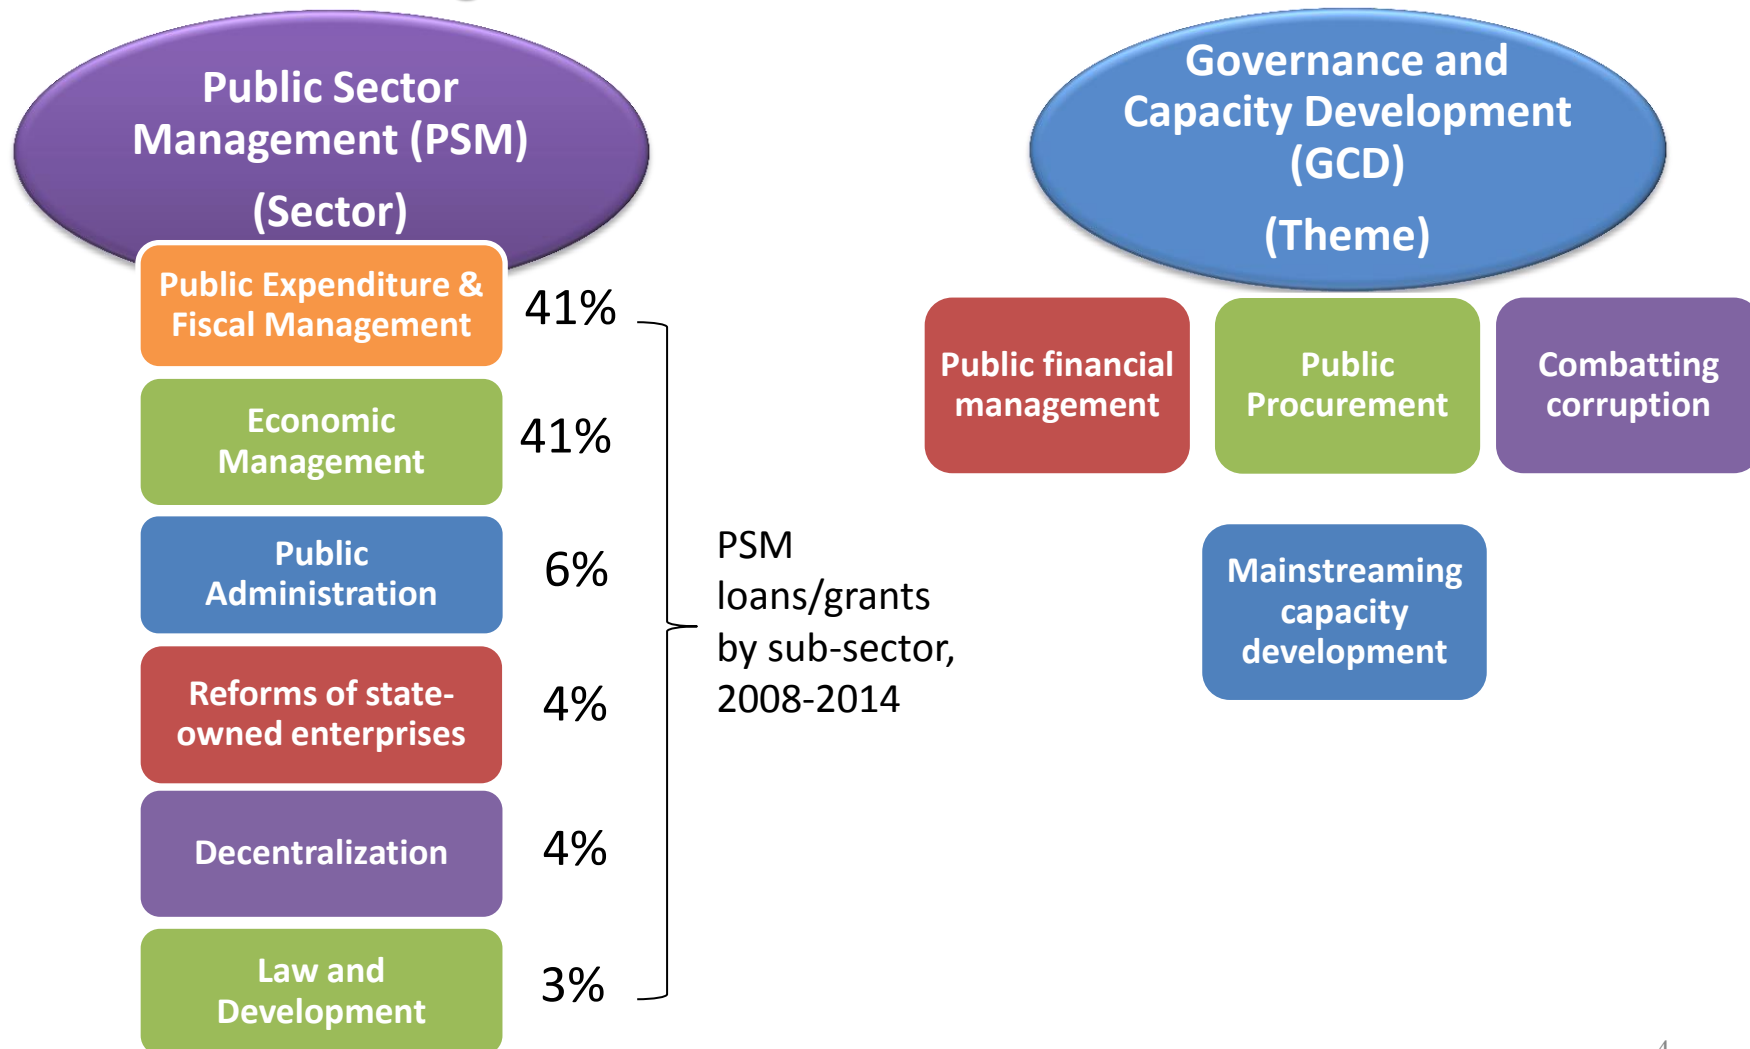 Public Sector
Management (PSM)
(Sector)
Public Expenditure &
Fiscal Management
41%
Economic
Management
41%
Public
Administration
6%
Reforms of state-
owned enterprises
4%
Decentralization
4%
Law and
Development
3%
PSM
loans/grants
by sub-sector,
2008-2014
Governance and
Capacity Development
(GCD)
(Theme)
Public financial
management
Public
Procurement
Combatting
corruption
Mainstreaming
capacity
development
4